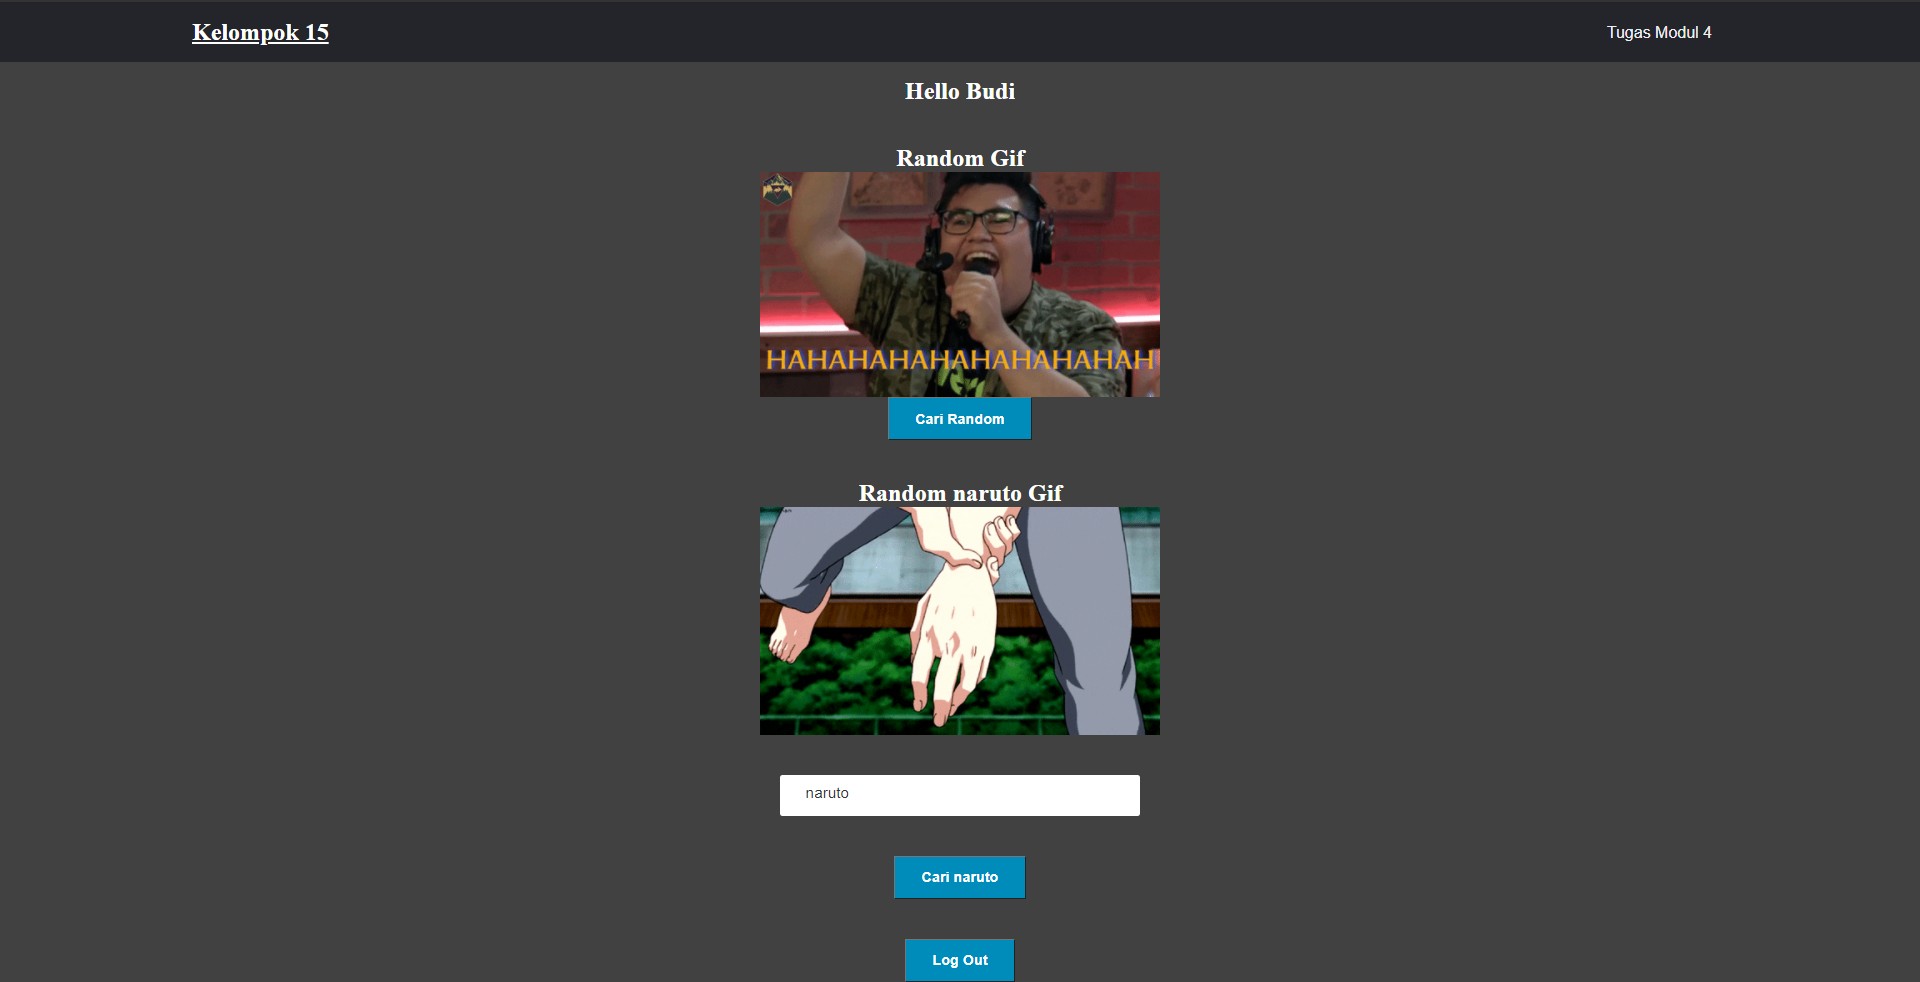 Kelompok 15
Tugas Modul 4
Hello Budi
Random Gif
HAHAHAHAHAHAHAHAHAH
Cari Random
Random naruto Gif
naruto
Cari naruto
Log Out